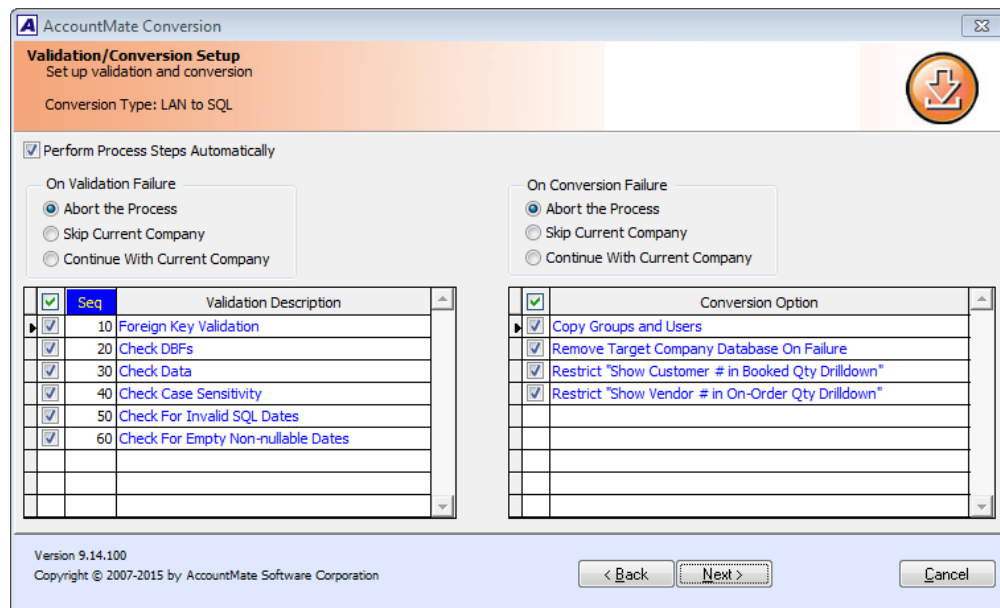 AccountMate Conversion
Validation/Conversion Setup
Set up validation and conversion
Conversion Type: LAN to SQL
Perform Process Steps Automatically
On Validation Failure
Abort the Process
Skip Current Company
Continue With Current Company
On Conversion Failure
Abort the Process
Skip Current Company
Continue With Current Company
Seq Validation Description
10 Foreign Key Validation
20 Check DBFs
30 Check Data
40 Check Case Sensitivity
50 Check For Invalid SQL Dates
60 Check For Empty Non-nullable Dates
Conversion Option
Copy Groups and Users
Remove Target Company Database On Failure
Restrict "Show Customer # in Booked Qty Drilldown"
Restrict "Show Vendor # in On-Order Qty Drilldown"
Version 9.14.100
Copyright © 2007-2015 by AccountMate Software Corporation
< Back Next > Cancel